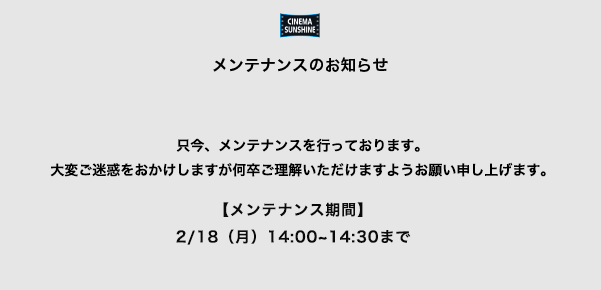 CINEMA
SUNSHINE
メンテナンスのお知らせ
只今、メンテナンスを行っております。
大変ご迷惑をおかけしますが何卒ご理解いただけますようお願い申し上げます。
【メンテナンス期間】
2/18（月）14:00~14:30まで